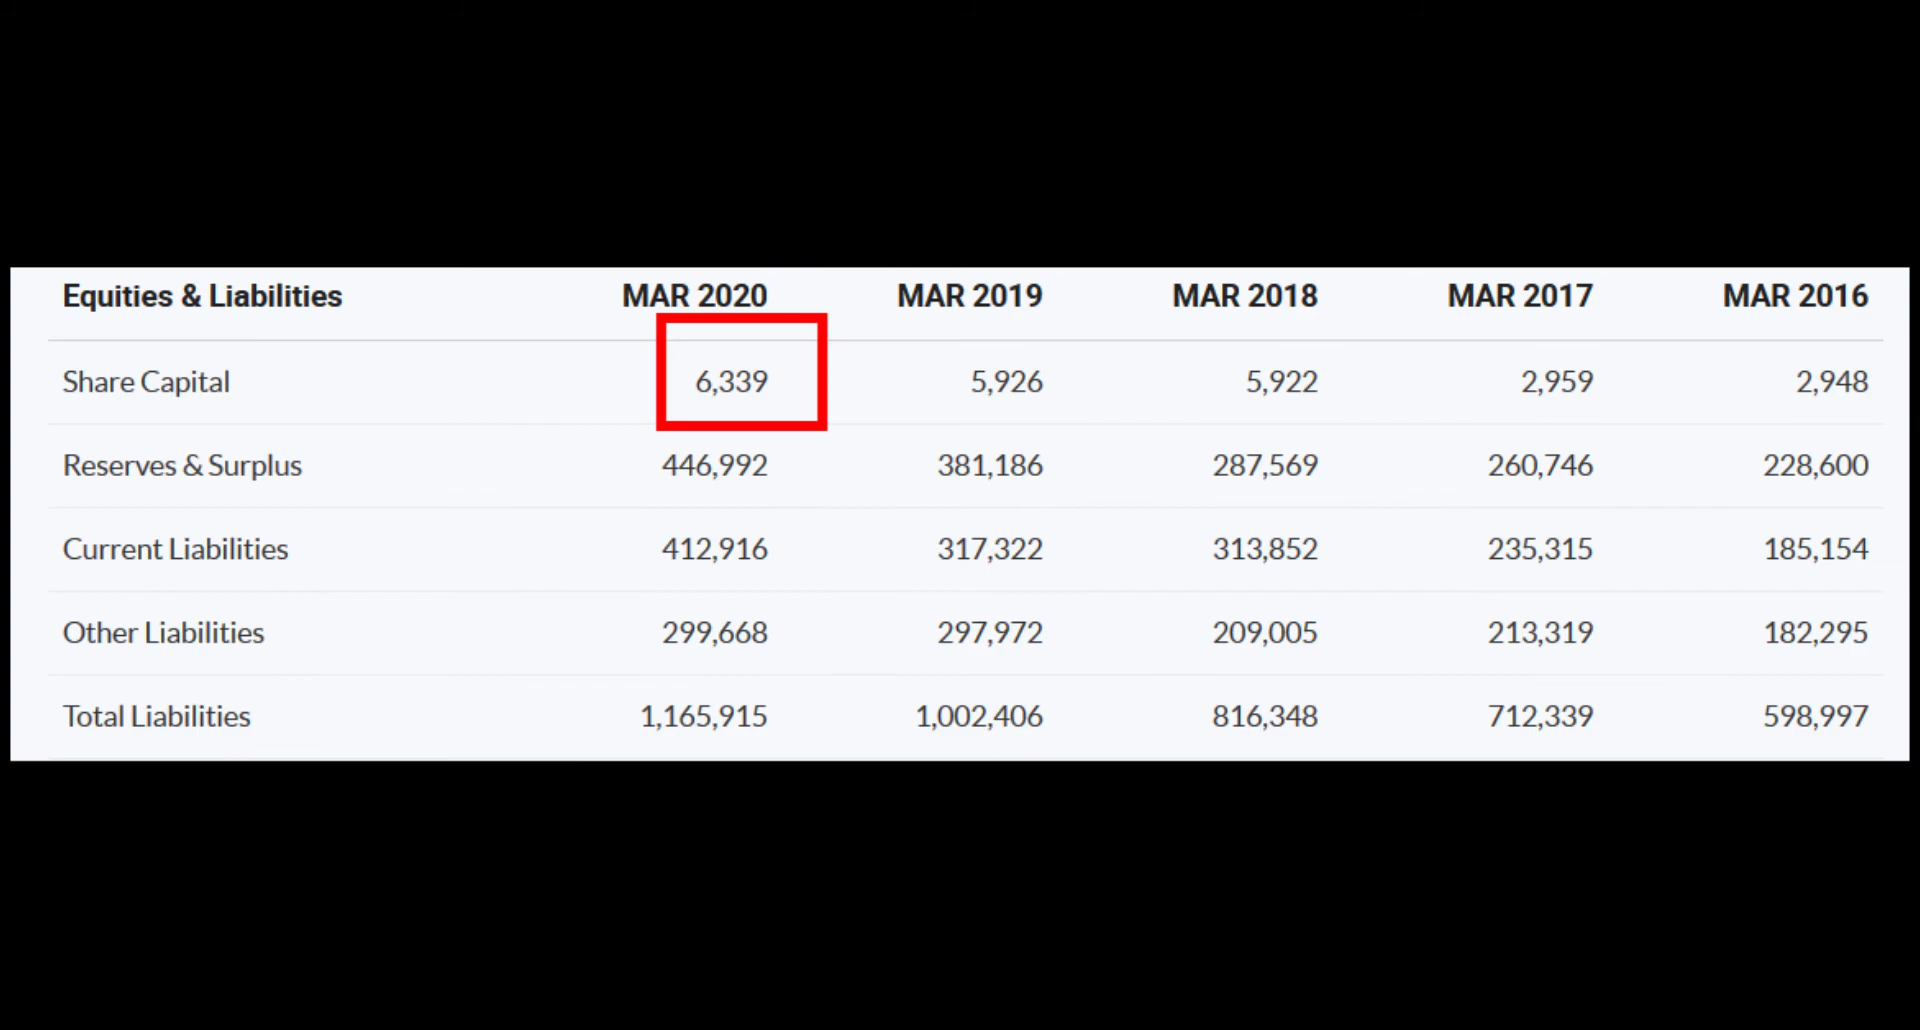 Equities & Liabilities MAR 2020 MAR 2019 MAR 2018 MAR 2017 MAR 2016
Share Capital 6,339 5,926 5,922 2,959 2,948
Reserves & Surplus 446,992 381,186 287,569 260,746 228,600
Current Liabilities 412,916 317,322 313,852 235,315 185,154
Other Liabilities 299,668 297,972 209,005 213,319 182,295
Total Liabilities 1,165,915 1,002,406 816,348 712,339 598,997